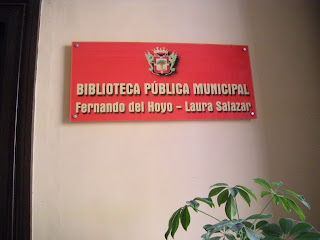 BIBLIOTECA PÚBLICA MUNICIPAL
Fernando del Hoyo - Laura Salazar